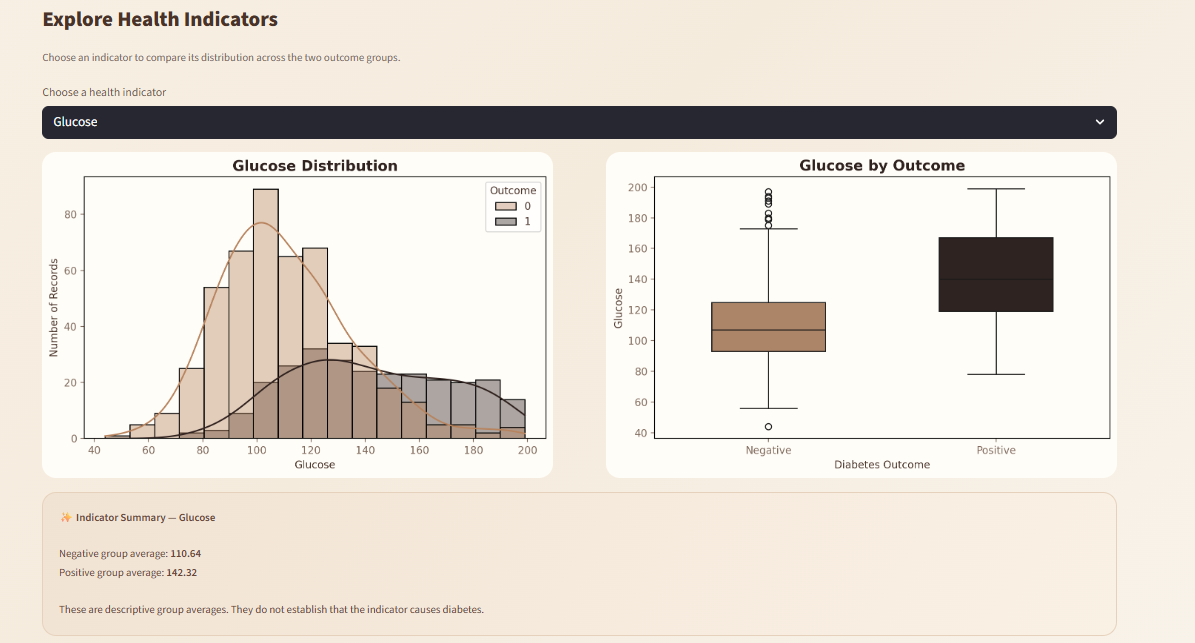 Explore Health Indicators
Choose an indicator to compare its distribution across the two outcome groups.
Choose a health indicator
Glucose
Glucose Distribution
Number of Records
80
60
40
20
0
40 60 80 100 120 140 160 180 200
Glucose
Outcome
0
1
Glucose by Outcome
Glucose
200
180
160
140
120
100
80
60
40
Negative Positive
Diabetes Outcome
✨ Indicator Summary — Glucose
Negative group average: 110.64
Positive group average: 142.32
These are descriptive group averages. They do not establish that the indicator causes diabetes.